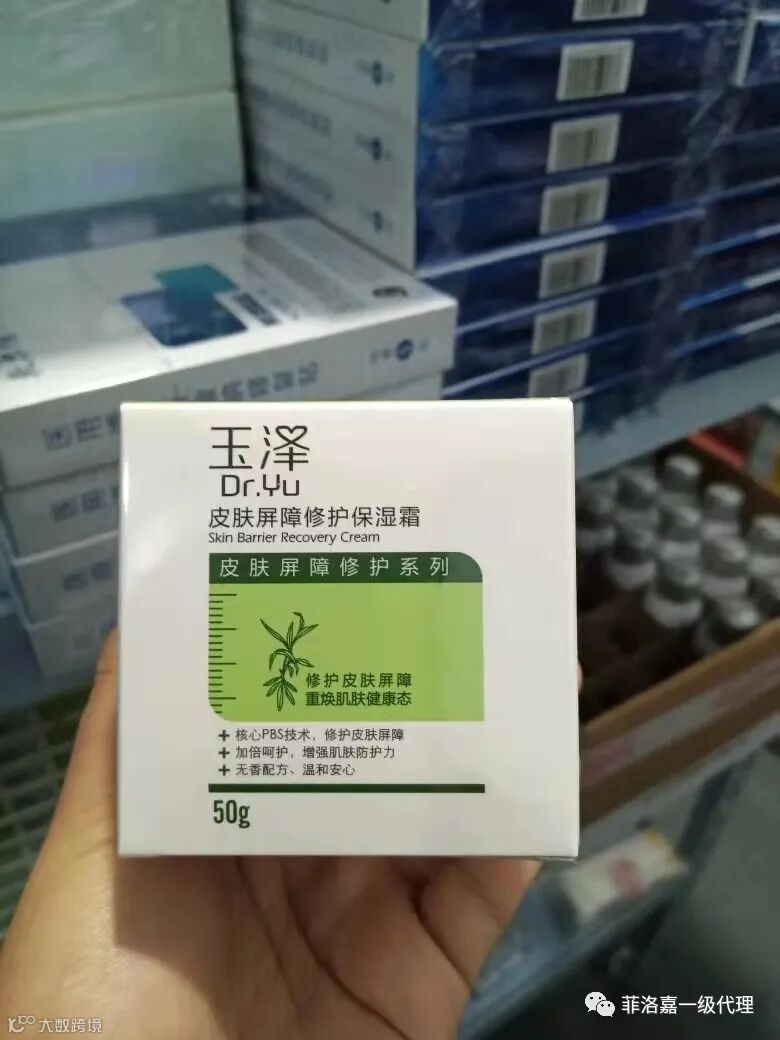 玉泽
Dr.Yu
皮肤屏障修护保湿霜
Skin Barrier Recovery Cream
皮肤屏障修护系列
修护皮肤屏障
重焕肌肤健康态
+ 核心PBS技术，修护皮肤屏障
+ 加倍呵护，增强肌肤防护力
+ 无香配方、温和安心
50g
菲洛嘉一级代理
大数跨境